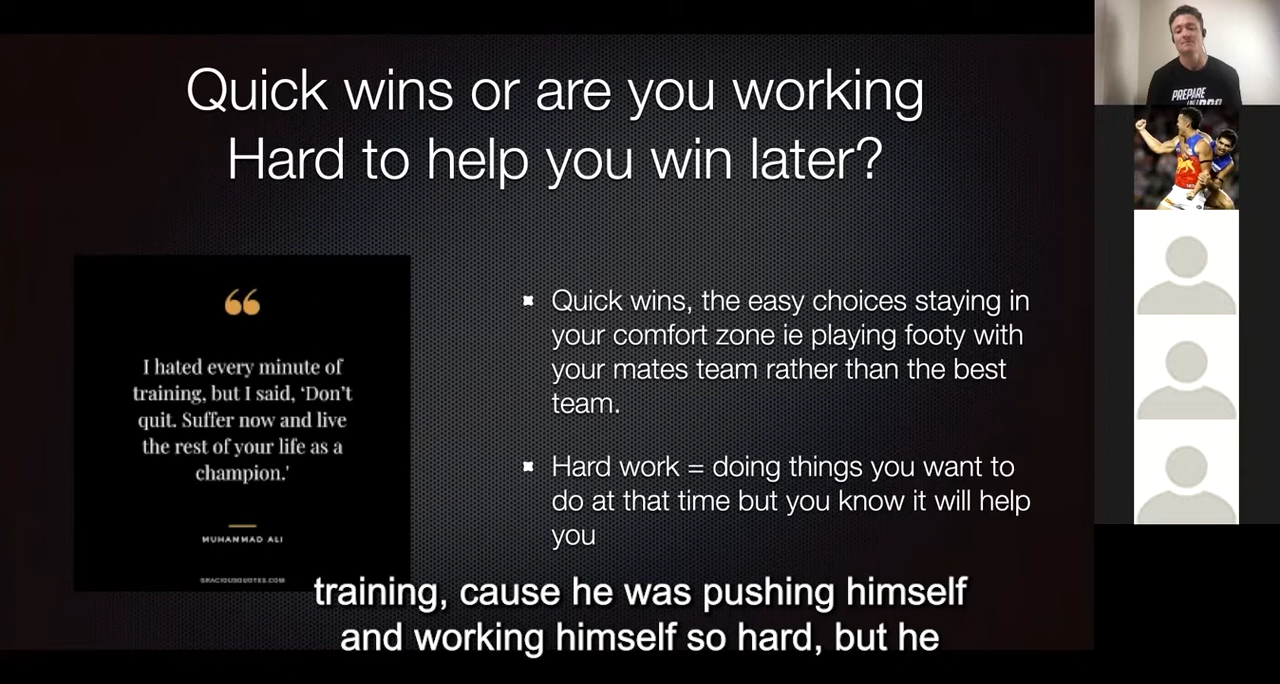 Quick wins or are you working
Hard to help you win later?
“
I hated every minute of
training, but I said, ‘Don’t
quit. Suffer now and live
the rest of your life as a
champion.'
MUHAMMAD ALI
GRACIOUSQUOTES.COM
Quick wins, the easy choices staying in
your comfort zone ie playing footy with
your mates team rather than the best
team.
Hard work = doing things you want to
do at that time but you know it will help
you
training, cause he was pushing himself
and working himself so hard, but he
PREPARE